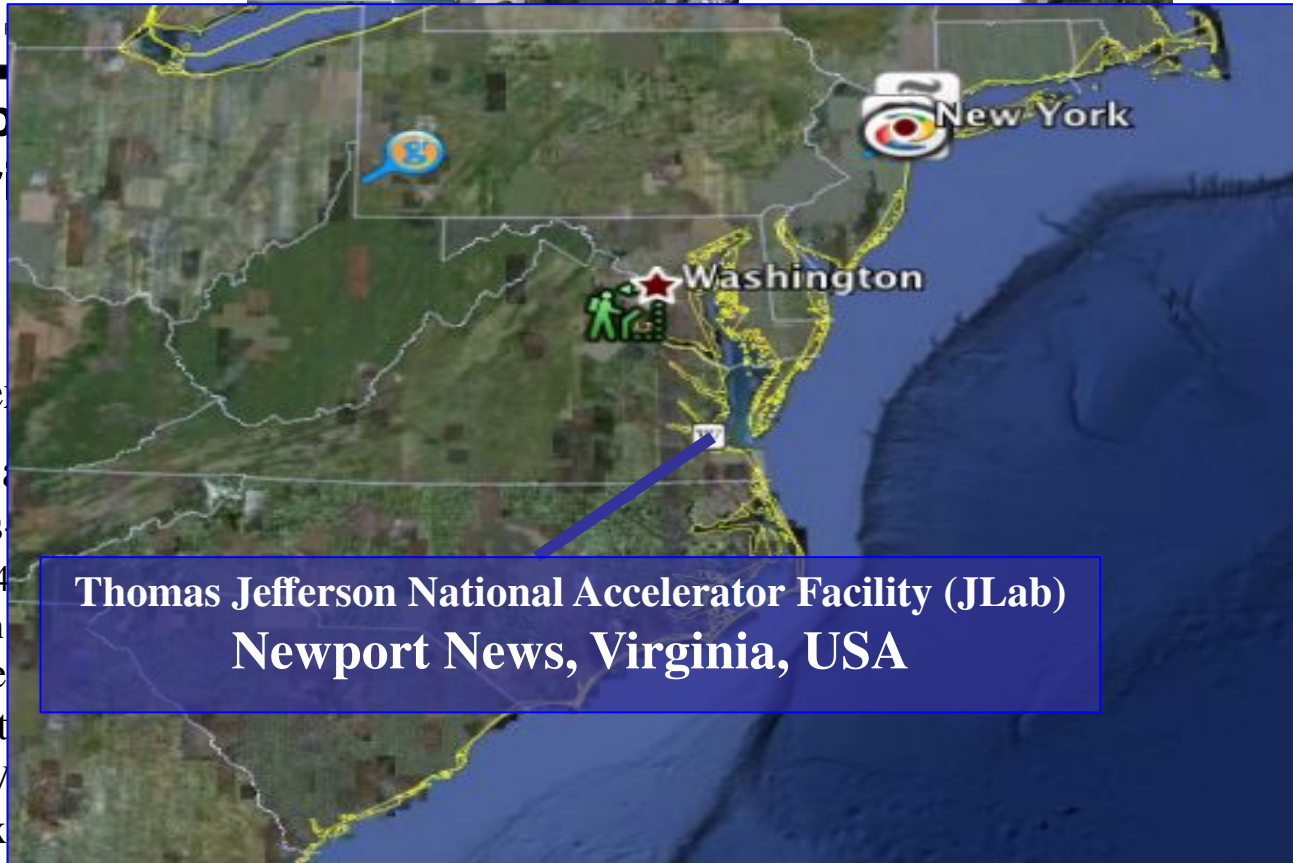 New York
Washington
Thomas Jefferson National Accelerator Facility (JLab)
Newport News, Virginia, USA